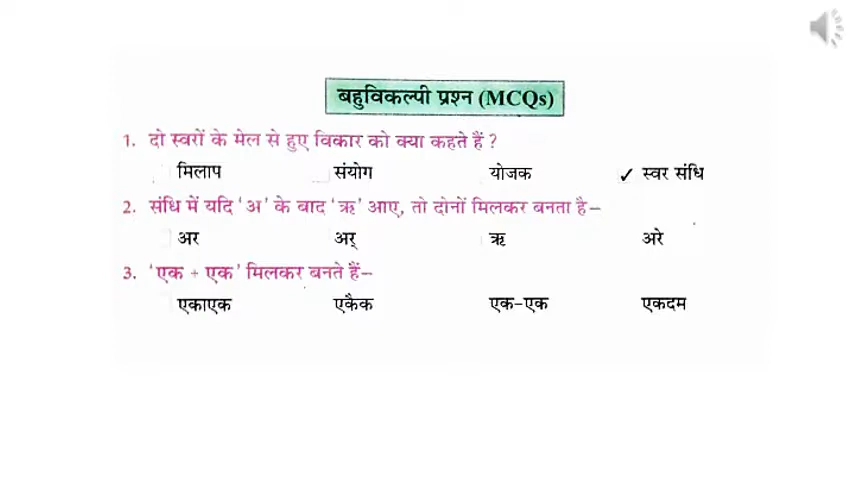 बहुविकल्पी प्रश्न (MCQs)
1. दो स्वरों के मेल से हुए विकार को क्या कहते हैं ?
मिलाप संयोग योजक ✓ स्वर संधि
2. संधि में यदि ‘अ’ के बाद ‘ऋ’ आए, तो दोनों मिलकर बनता है–
अर अर् ऋ अरे
3. ‘एक + एक’ मिलकर बनते हैं–
एकाएक एकैक एक-एक एकदम